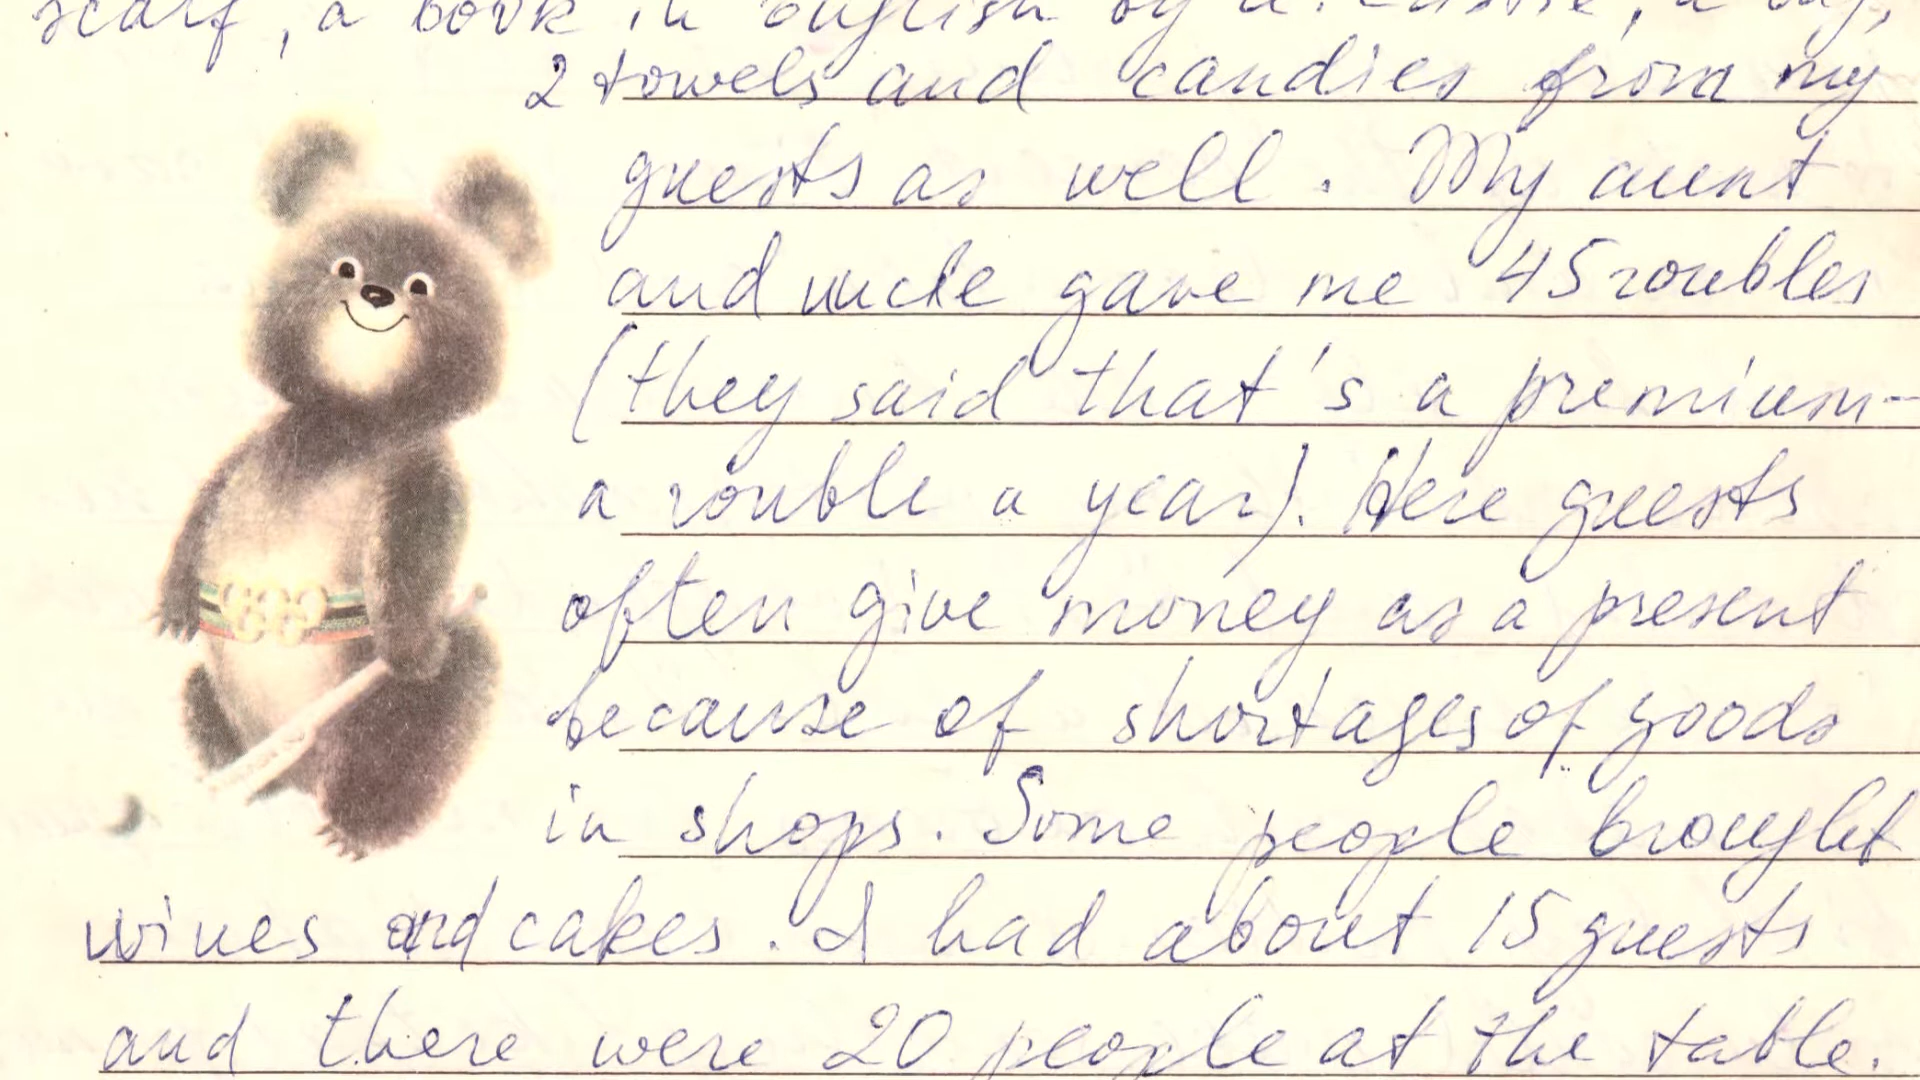 scarf, a book in english by A. Christie, a bag,
2 towels and candies from my
guests as well. My aunt
and uncle gave me 45 roubles
(they said that's a premium-
a rouble a year). Here guests
often give money as a present
because of shortages of goods
in shops. Some people brought
wines and cakes. I had about 15 guests
and there were 20 people at the table.